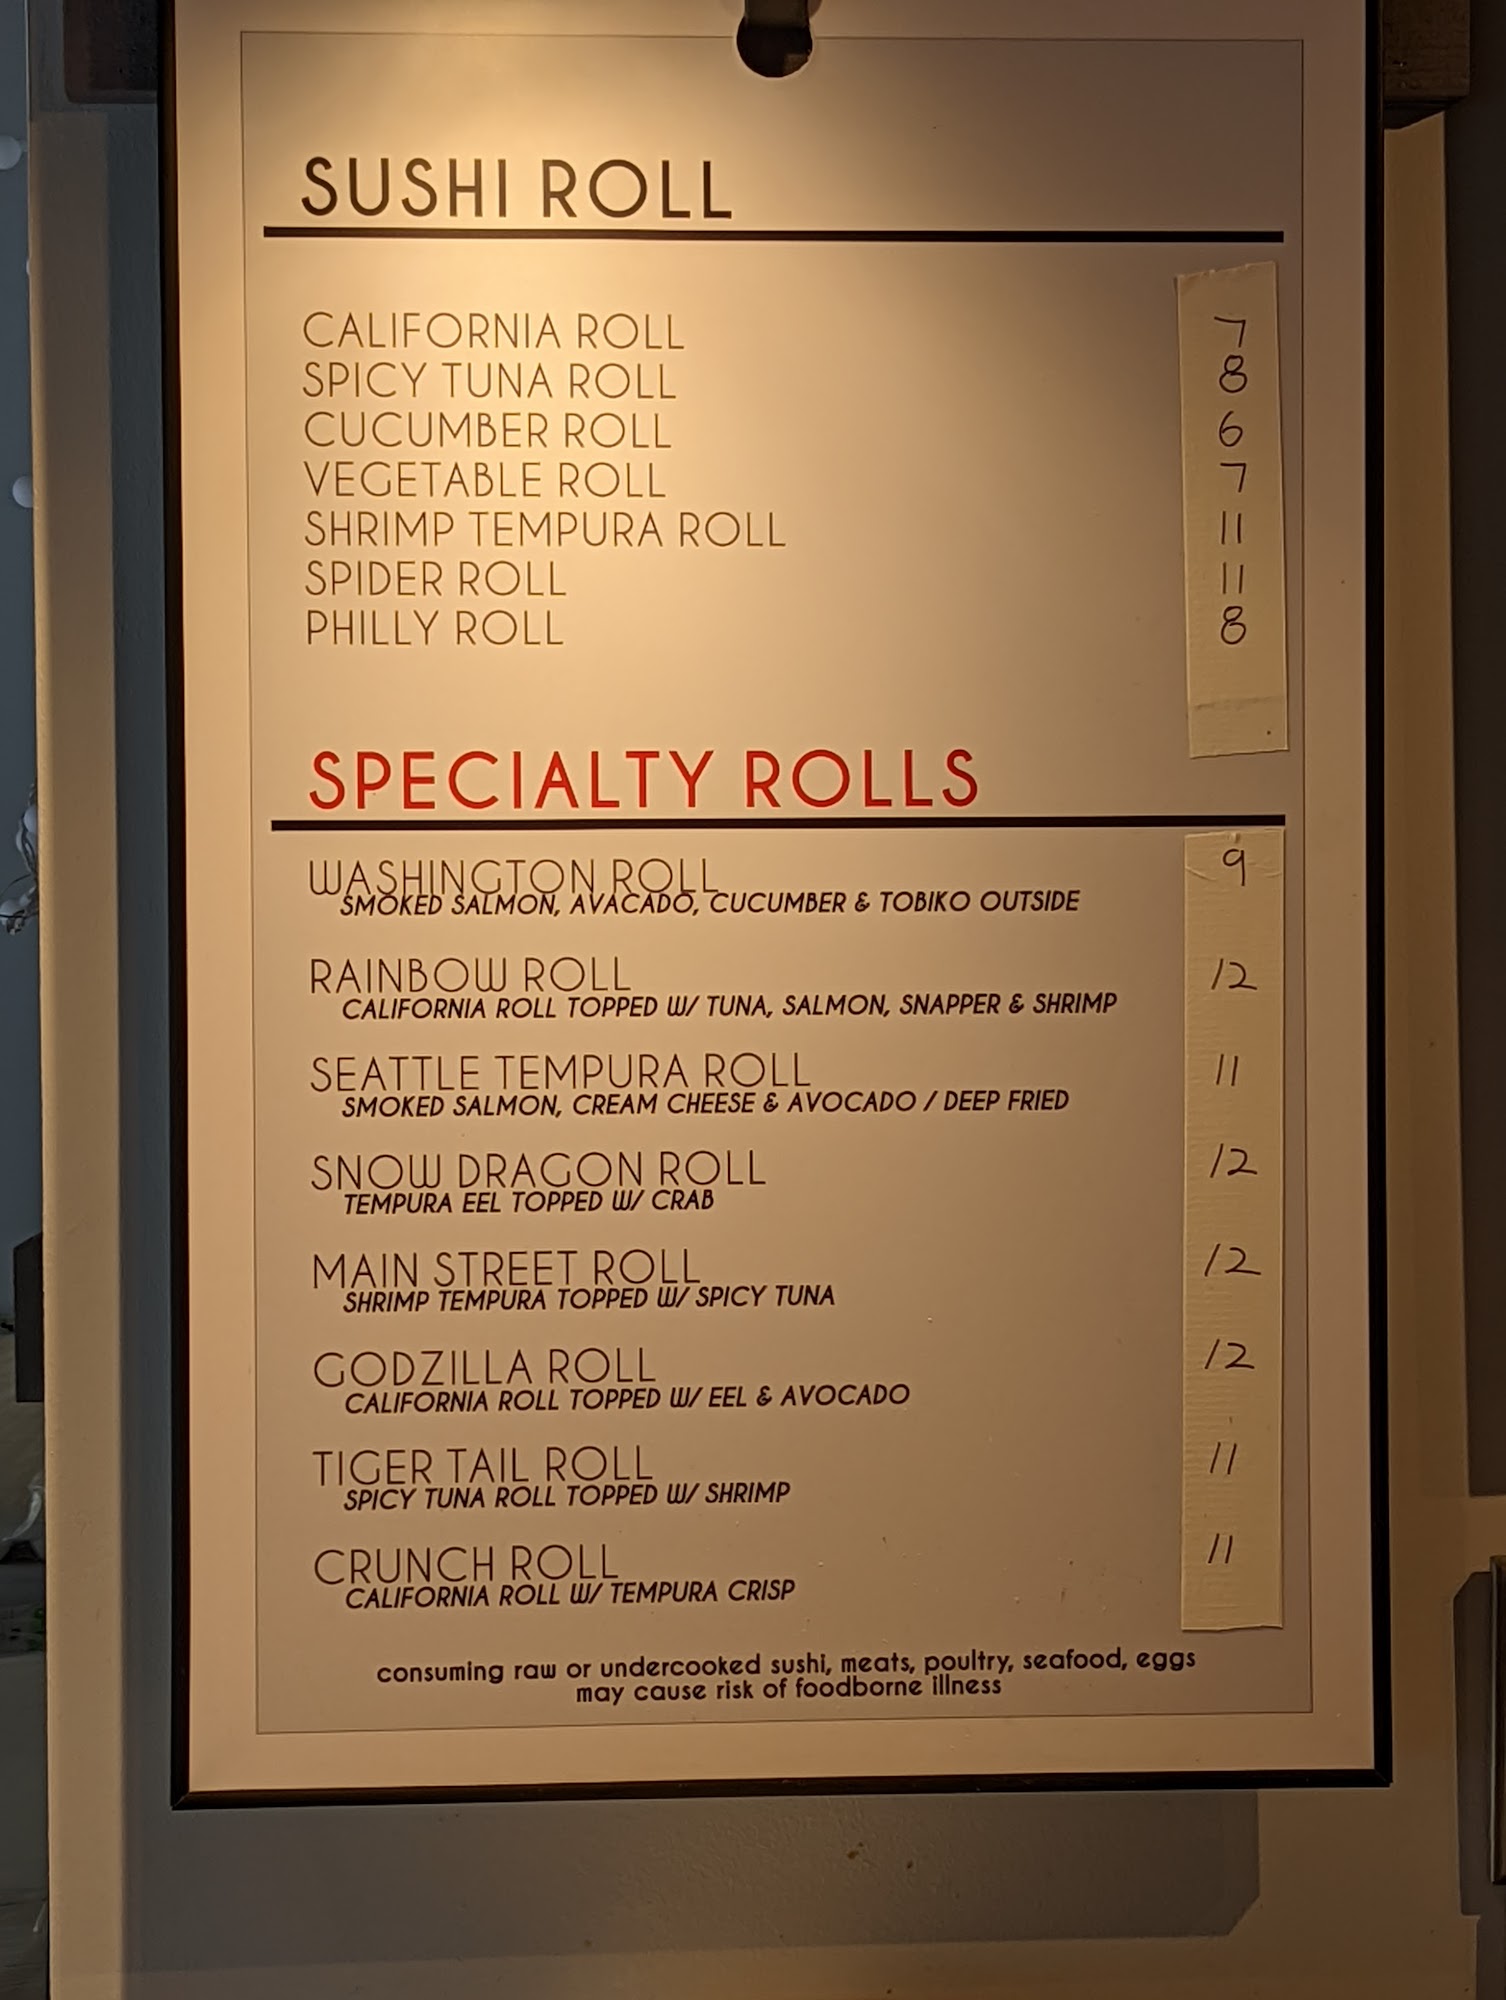 SUSHI ROLL
CALIFORNIA ROLL 7
SPICY TUNA ROLL 8
CUCUMBER ROLL 6
VEGETABLE ROLL 7
SHRIMP TEMPURA ROLL 11
SPIDER ROLL 11
PHILLY ROLL 8
SPECIALTY ROLLS
WASHINGTON ROLL 9
SMOKED SALMON, AVACADO, CUCUMBER & TOBIKO OUTSIDE
RAINBOW ROLL 12
CALIFORNIA ROLL TOPPED W/ TUNA, SALMON, SNAPPER & SHRIMP
SEATTLE TEMPURA ROLL 11
SMOKED SALMON, CREAM CHEESE & AVOCADO / DEEP FRIED
SNOW DRAGON ROLL 12
TEMPURA EEL TOPPED W/ CRAB
MAIN STREET ROLL 12
SHRIMP TEMPURA TOPPED W/ SPICY TUNA
GODZILLA ROLL 12
CALIFORNIA ROLL TOPPED W/ EEL & AVOCADO
TIGER TAIL ROLL 11
SPICY TUNA ROLL TOPPED W/ SHRIMP
CRUNCH ROLL 11
CALIFORNIA ROLL W/ TEMPURA CRISP
consuming raw or undercooked sushi, meats, poultry, seafood, eggs
may cause risk of foodborne illness